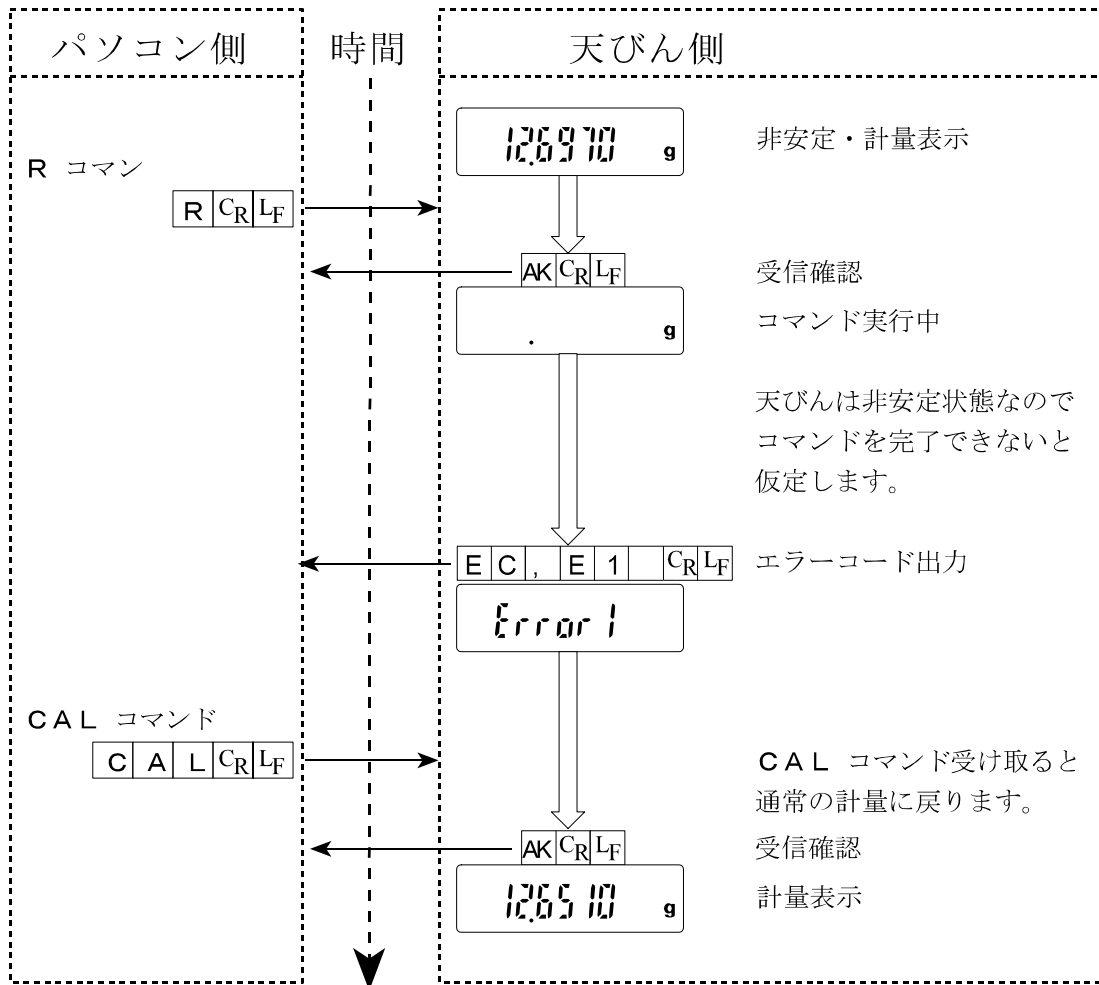 パソコン側
時間
天びん側
12.6970 g
非安定・計量表示
R コマン
R CR LF
AK CR LF
受信確認
. g
コマンド実行中
天びんは非安定状態なので
コマンドを完了できないと
仮定します。
EC, E1 CR LF
エラーコード出力
Error1
CAL コマンド
CAL CR LF
CAL コマンド受け取ると
通常の計量に戻ります。
AK CR LF
受信確認
12.6510 g
計量表示